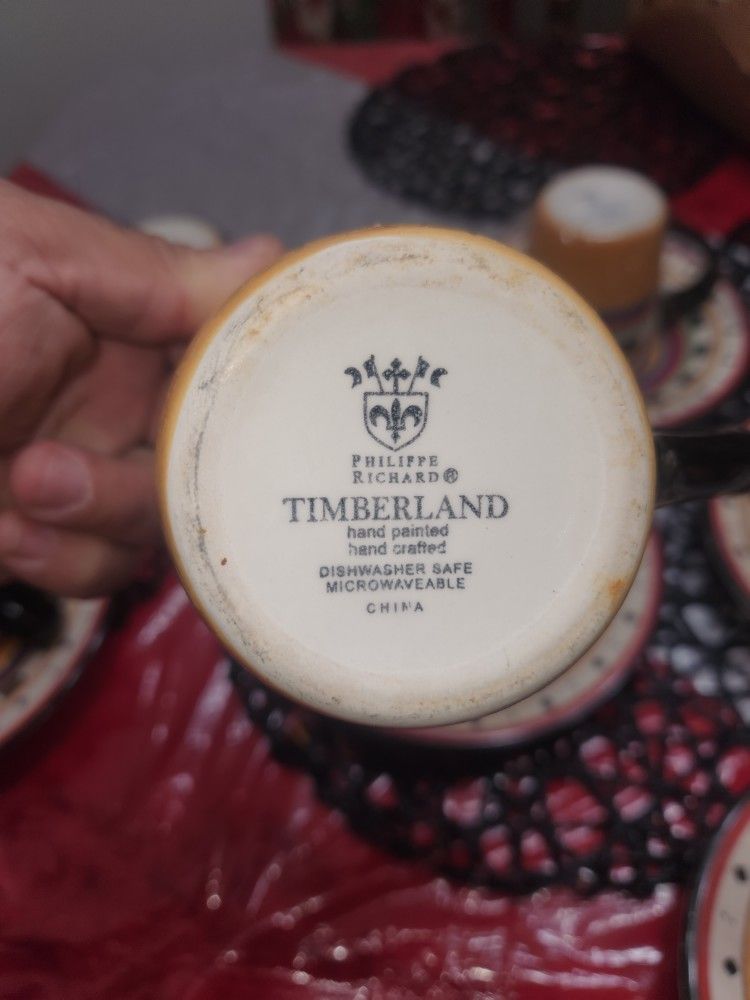 PHILIPPE
RICHARD®
TIMBERLAND
hand painted
hand crafted
DISHWASHER SAFE
MICROWAVEABLE
CHINA